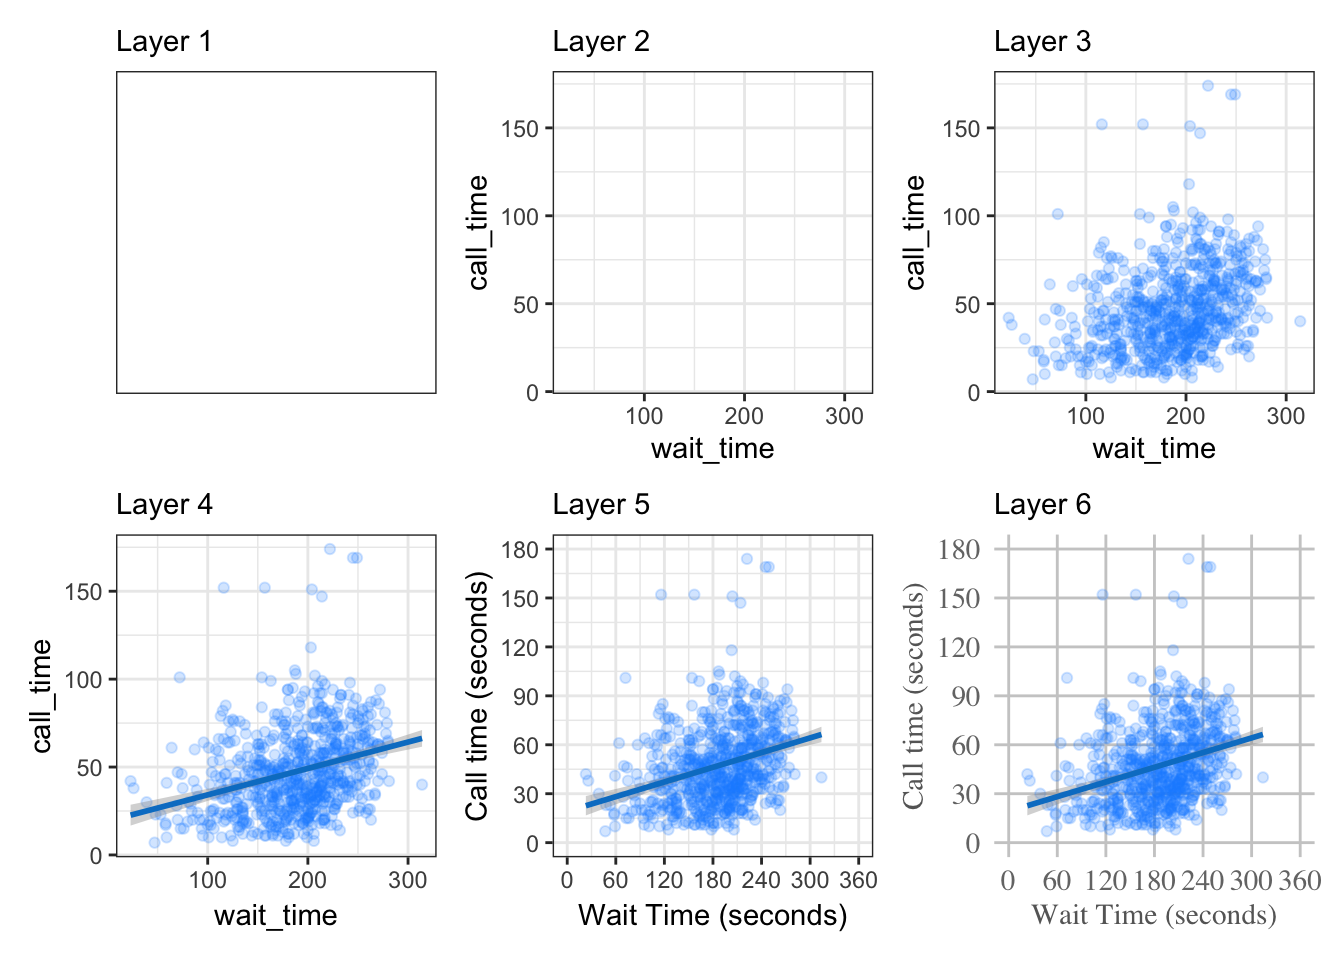 Layer 1
Layer 2
150
100
50
0
call_time
100 200 300
wait_time
Layer 3
150
100
50
0
call_time
100 200 300
wait_time
Layer 4
150
100
50
0
call_time
100 200 300
wait_time
Layer 5
180
150
120
90
60
30
0
Call time (seconds)
0 60 120 180 240 300 360
Wait Time (seconds)
Layer 6
180
150
120
90
60
30
0
Call time (seconds)
0 60 120 180 240 300 360
Wait Time (seconds)